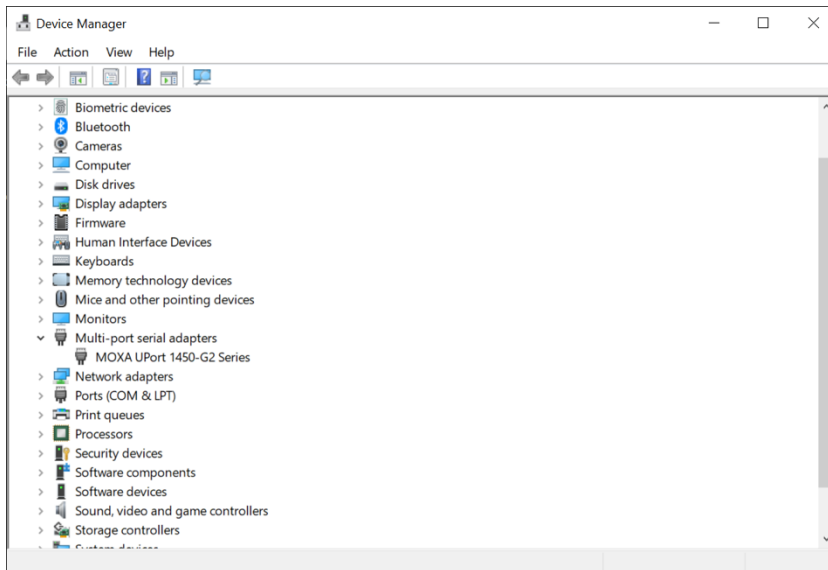 Device Manager
File Action View Help
Biometric devices
Bluetooth
Cameras
Computer
Disk drives
Display adapters
Firmware
Human Interface Devices
Keyboards
Memory technology devices
Mice and other pointing devices
Monitors
Multi-port serial adapters
MOXA UPort 1450-G2 Series
Network adapters
Ports (COM & LPT)
Print queues
Processors
Security devices
Software components
Software devices
Sound, video and game controllers
Storage controllers
System devices